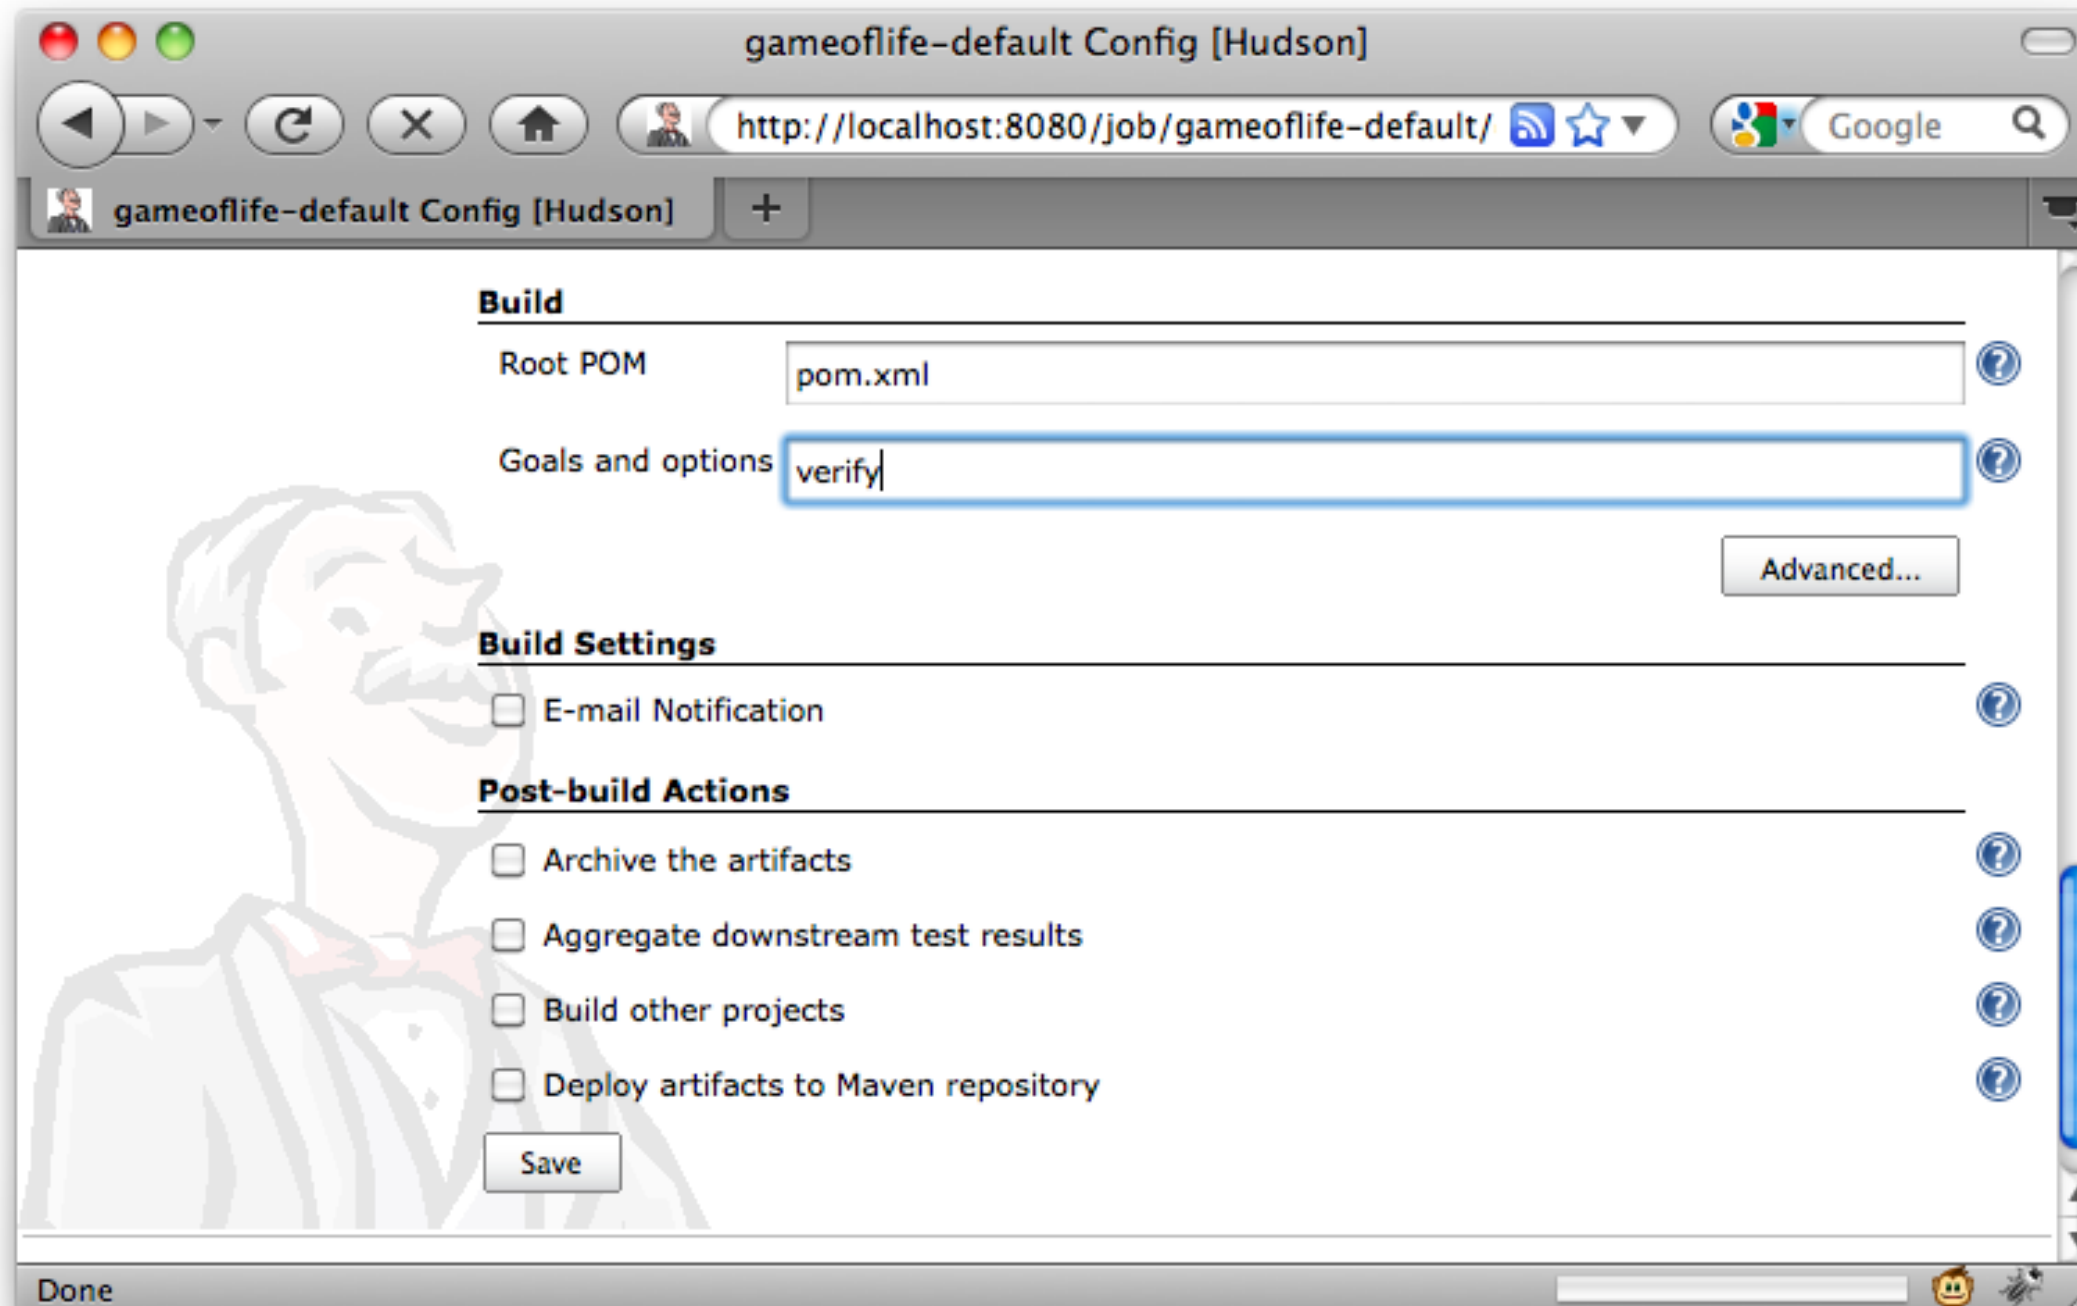 gameoflife-default Config [Hudson]
http://localhost:8080/job/gameoflife-default/
Google
gameoflife-default Config [Hudson]
Build
Root POM
pom.xml
Goals and options
verify
Advanced...
Build Settings
E-mail Notification
Post-build Actions
Archive the artifacts
Aggregate downstream test results
Build other projects
Deploy artifacts to Maven repository
Save
Done